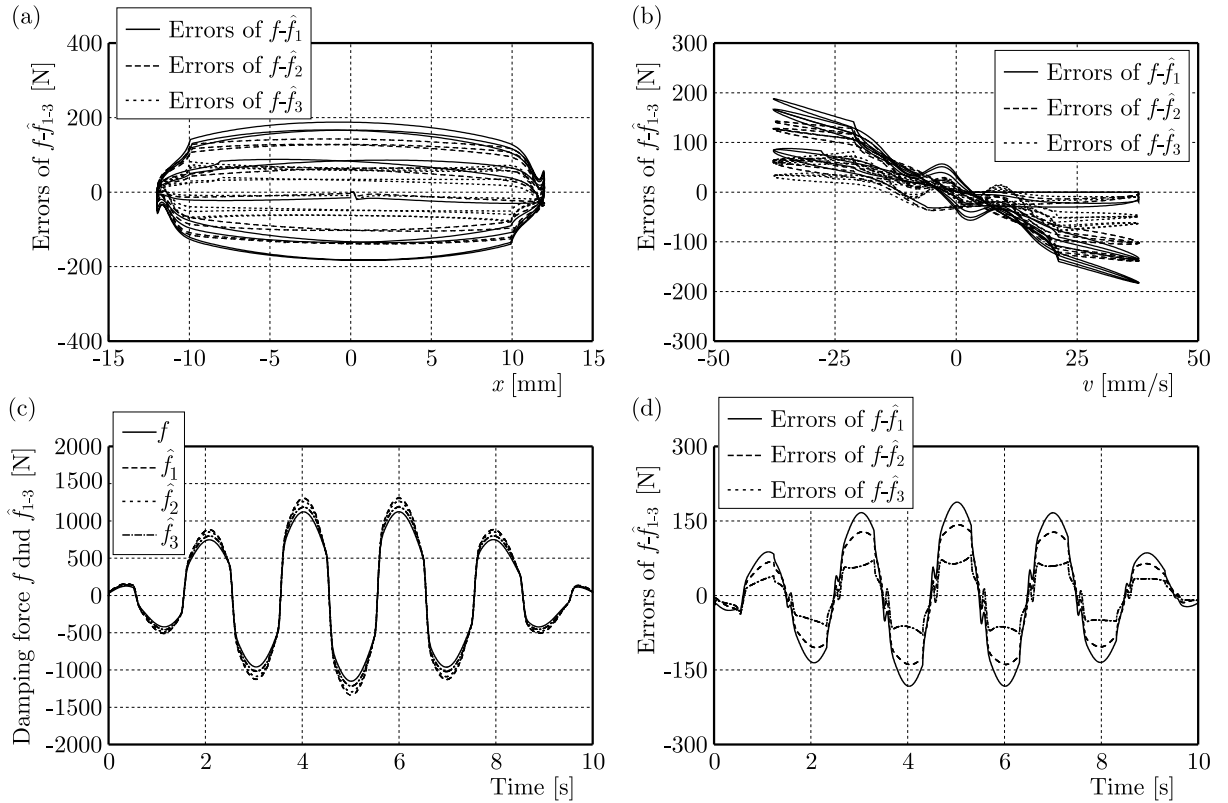 (a)
Errors of f-f̂₁
Errors of f-f̂₂
Errors of f-f̂₃
Errors of f-f̂₁₋₃ [N]
400
200
0
-200
-400
-15
-10
-5
0
5
10
15
x [mm]
(b)
Errors of f-f̂₁
Errors of f-f̂₂
Errors of f-f̂₃
Errors of f-f̂₁₋₃ [N]
300
200
100
0
-100
-200
-300
-50
-25
0
25
50
v [mm/s]
(c)
f
f̂₁
f̂₂
f̂₃
Damping force f dnd f̂₁₋₃ [N]
2000
1500
1000
500
0
-500
-1000
-1500
-2000
0
2
4
6
8
10
Time [s]
(d)
Errors of f-f̂₁
Errors of f-f̂₂
Errors of f-f̂₃
Errors of f-f̂₁₋₃ [N]
300
150
0
-150
-300
0
2
4
6
8
10
Time [s]